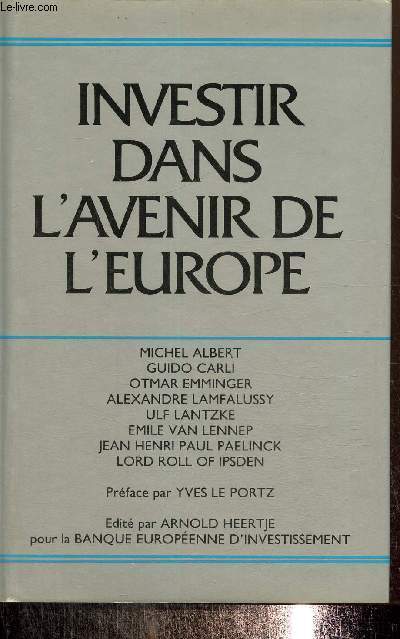 Le-livre.com
INVESTIR
DANS
L'AVENIR DE
L'EUROPE
MICHEL ALBERT
GUIDO CARLI
OTMAR EMMINGER
ALEXANDRE LAMFALUSSY
ULF LANTZKE
EMILE VAN LENNEP
JEAN HENRI PAUL PAELINCK
LORD ROLL OF IPSDEN
Préface par YVES LE PORTZ
Edité par ARNOLD HEERTJE
pour la BANQUE EUROPÉENNE D'INVESTISSEMENT